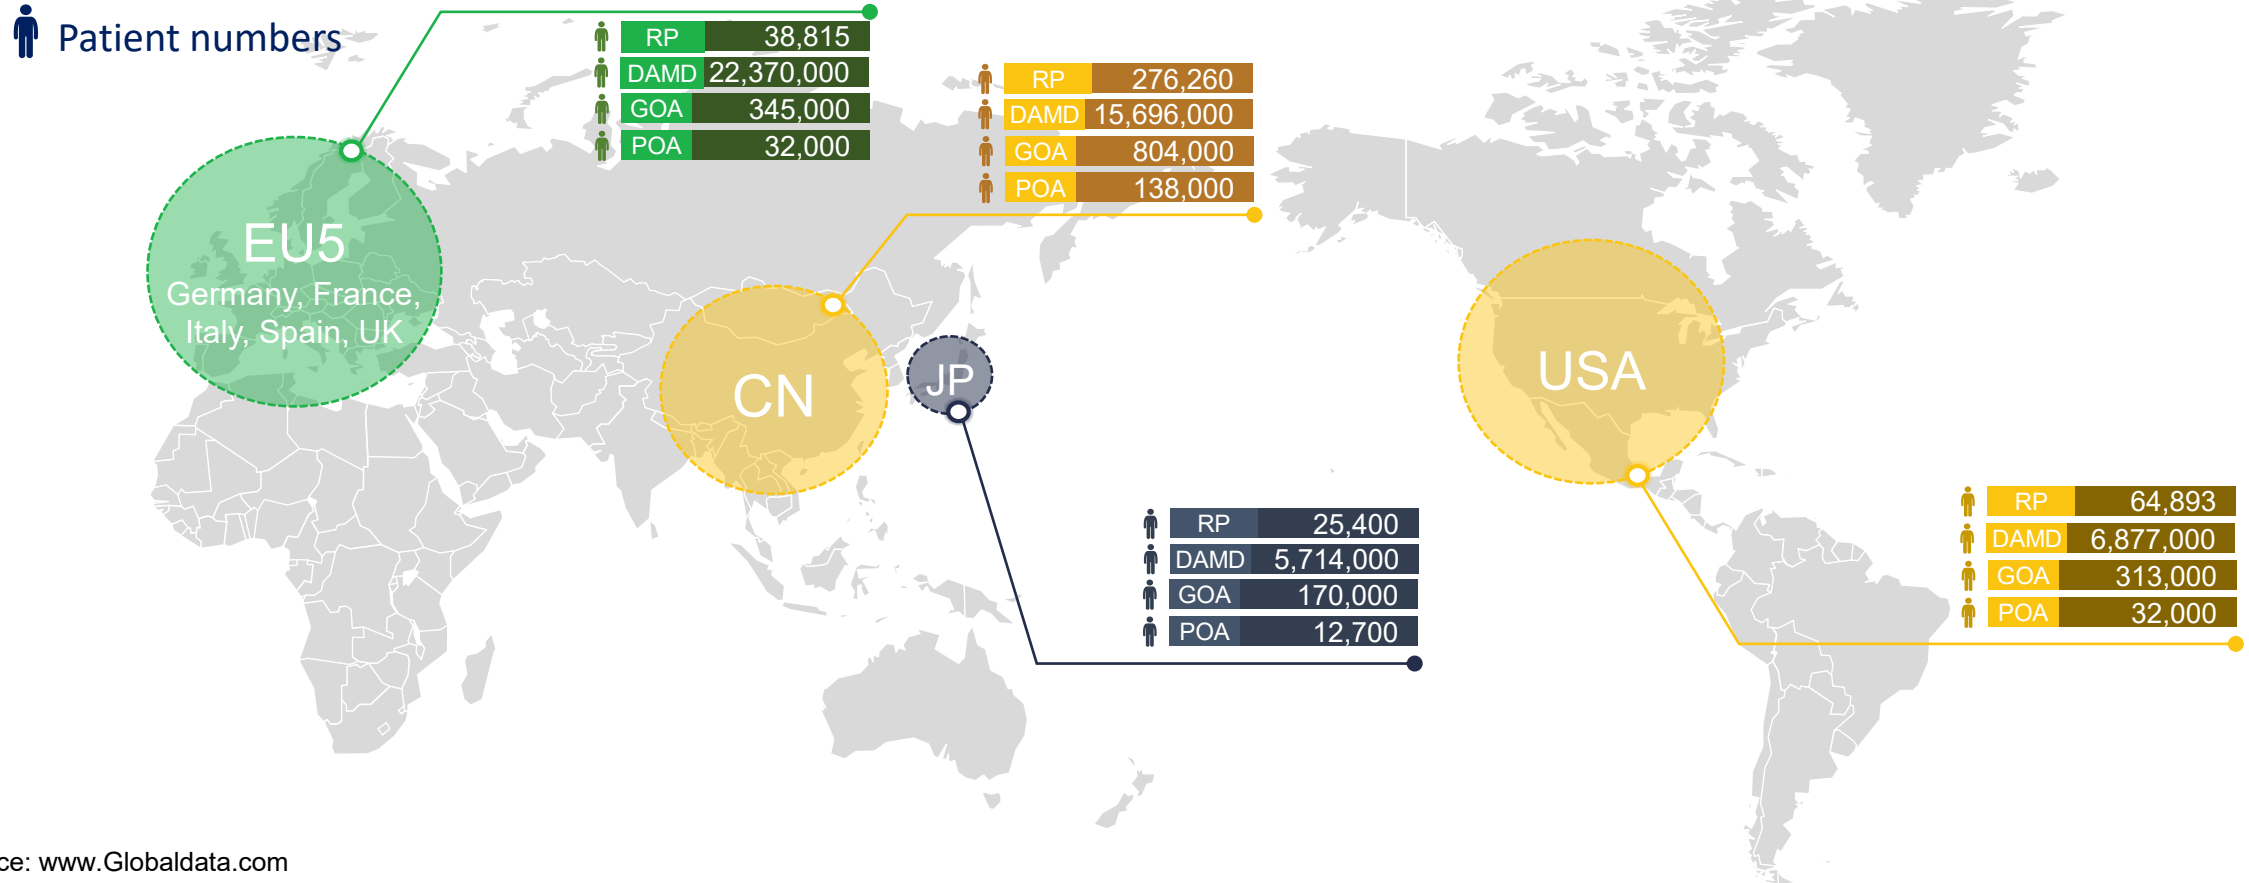 Patient numbers
RP 38,815
DAMD 22,370,000
GOA 345,000
POA 32,000
RP 276,260
DAMD 15,696,000
GOA 804,000
POA 138,000
EU5
Germany, France,
Italy, Spain, UK
CN
JP
USA
RP 25,400
DAMD 5,714,000
GOA 170,000
POA 12,700
RP 64,893
DAMD 6,877,000
GOA 313,000
POA 32,000
ce: www.Globaldata.com